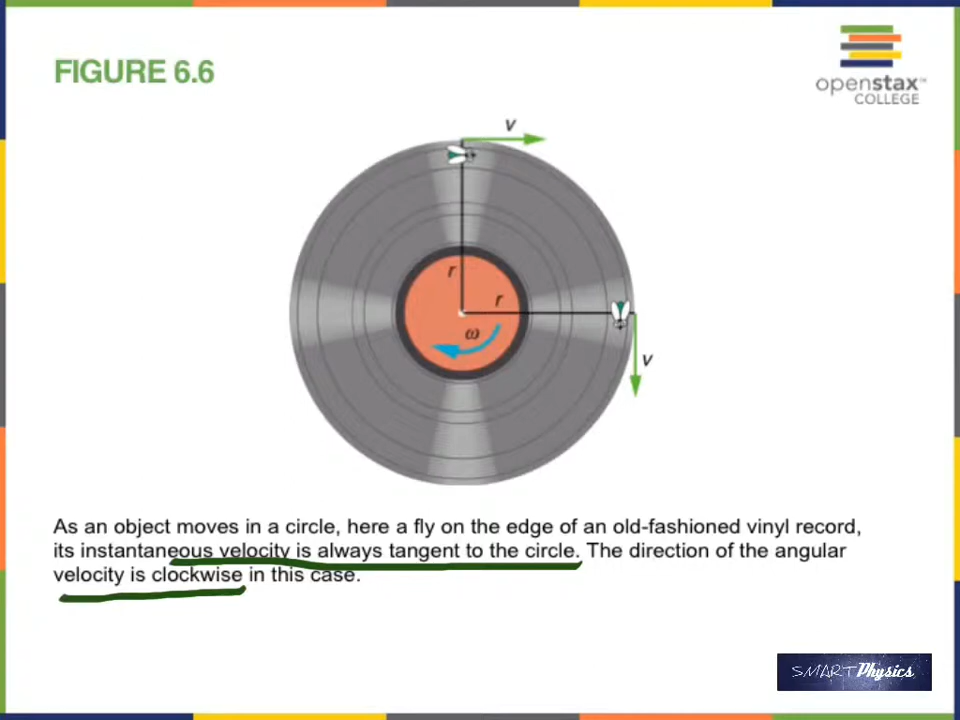 FIGURE 6.6
openstax™
COLLEGE
v
r
r
ω
v
As an object moves in a circle, here a fly on the edge of an old-fashioned vinyl record,
its instantaneous velocity is always tangent to the circle. The direction of the angular
velocity is clockwise in this case.
SMART Physics